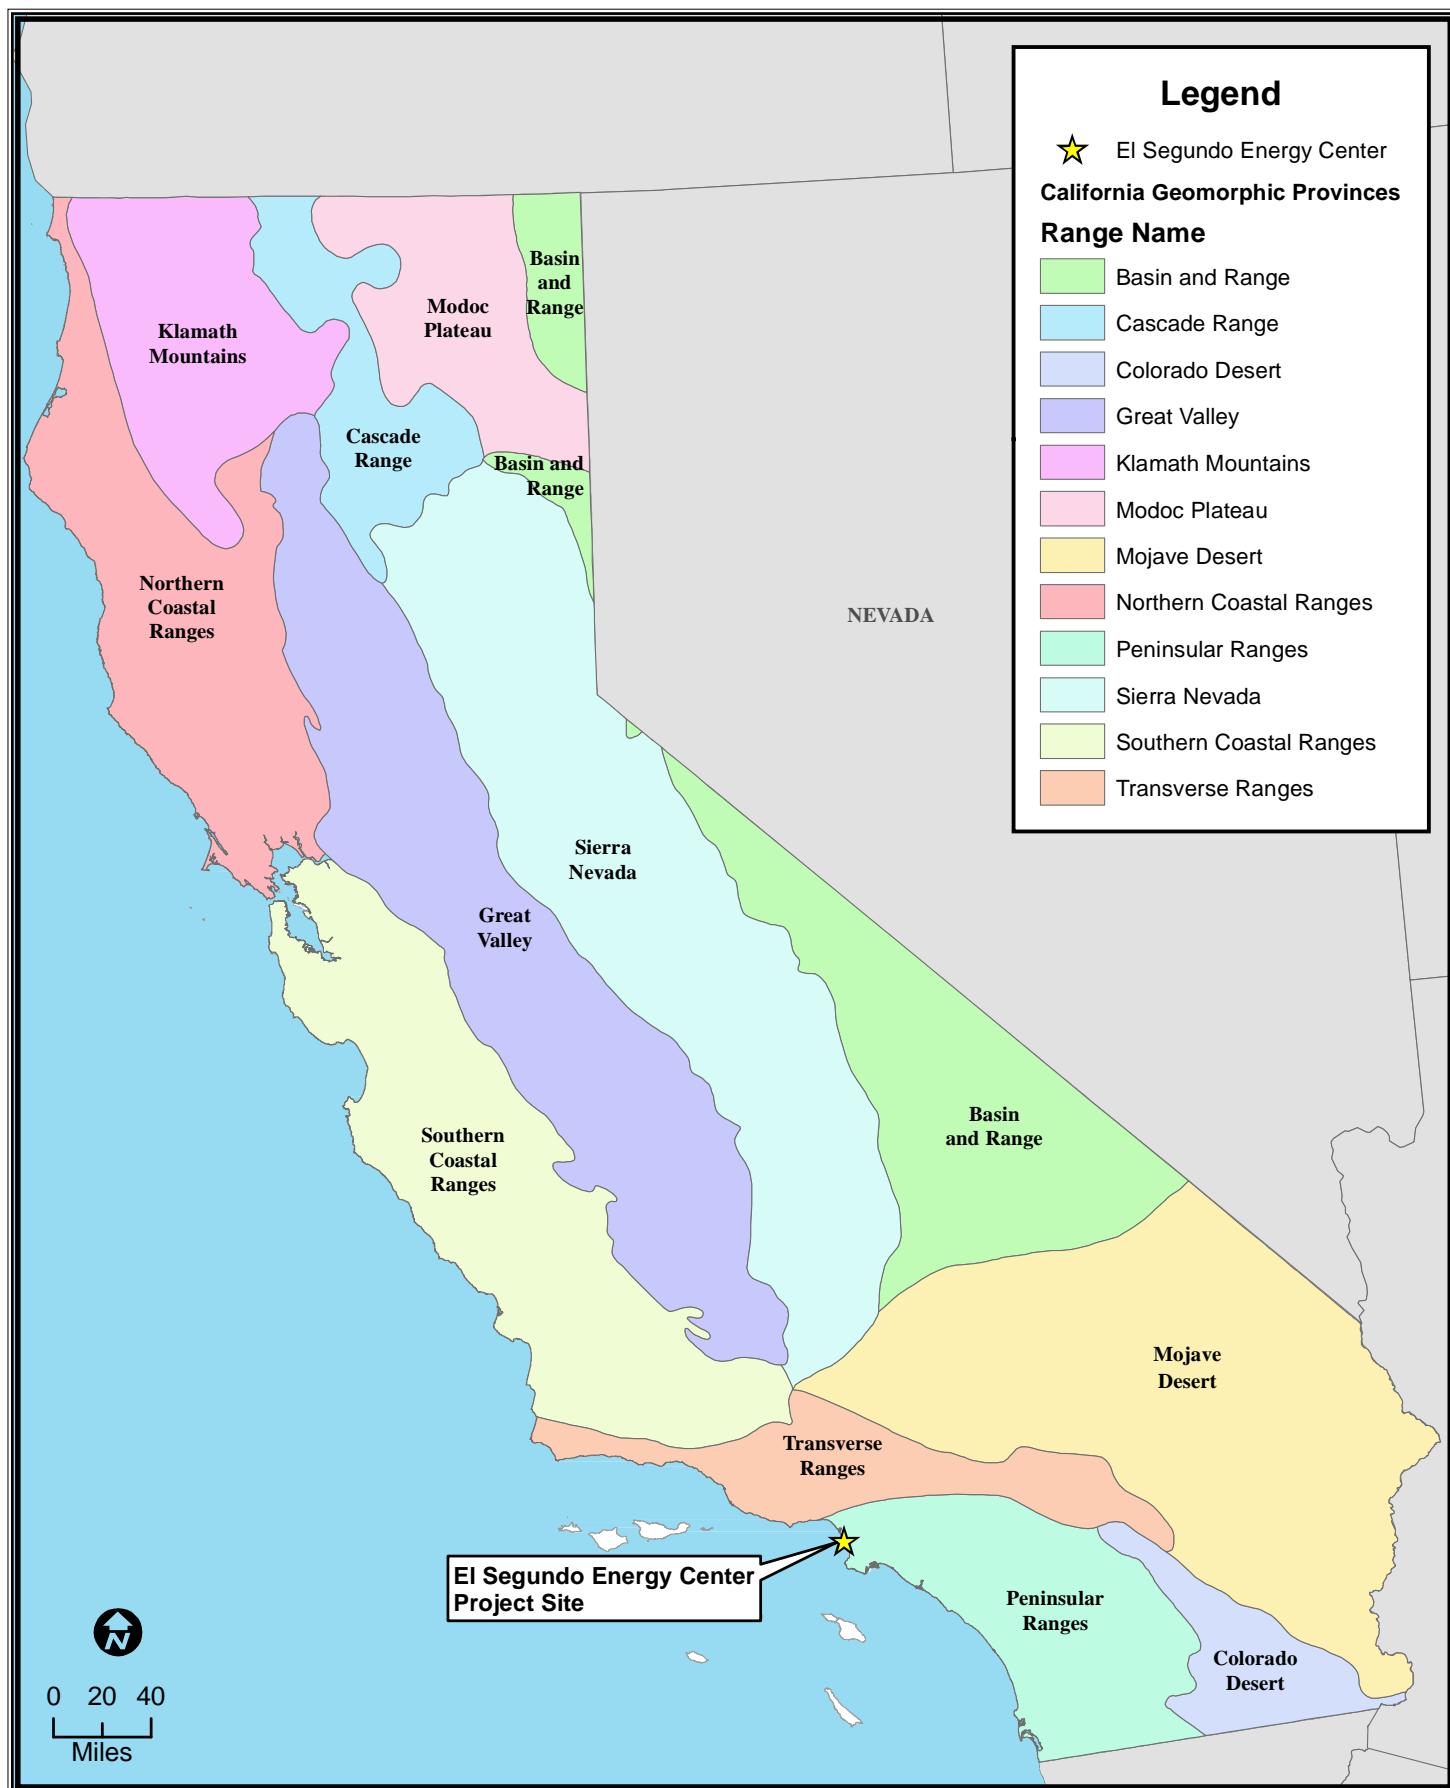 Legend
El Segundo Energy Center
California Geomorphic Provinces
Range Name
Basin and Range
Cascade Range
Colorado Desert
Great Valley
Klamath Mountains
Modoc Plateau
Mojave Desert
Northern Coastal Ranges
Peninsular Ranges
Sierra Nevada
Southern Coastal Ranges
Transverse Ranges
Basin
and
Range
Modoc
Plateau
Klamath
Mountains
Cascade
Range
Basin and
Range
Northern
Coastal
Ranges
NEVADA
Sierra
Nevada
Great
Valley
Basin
and Range
Southern
Coastal
Ranges
Mojave
Desert
Transverse
Ranges
El Segundo Energy Center
Project Site
Peninsular
Ranges
Colorado
Desert
N
0 20 40
Miles